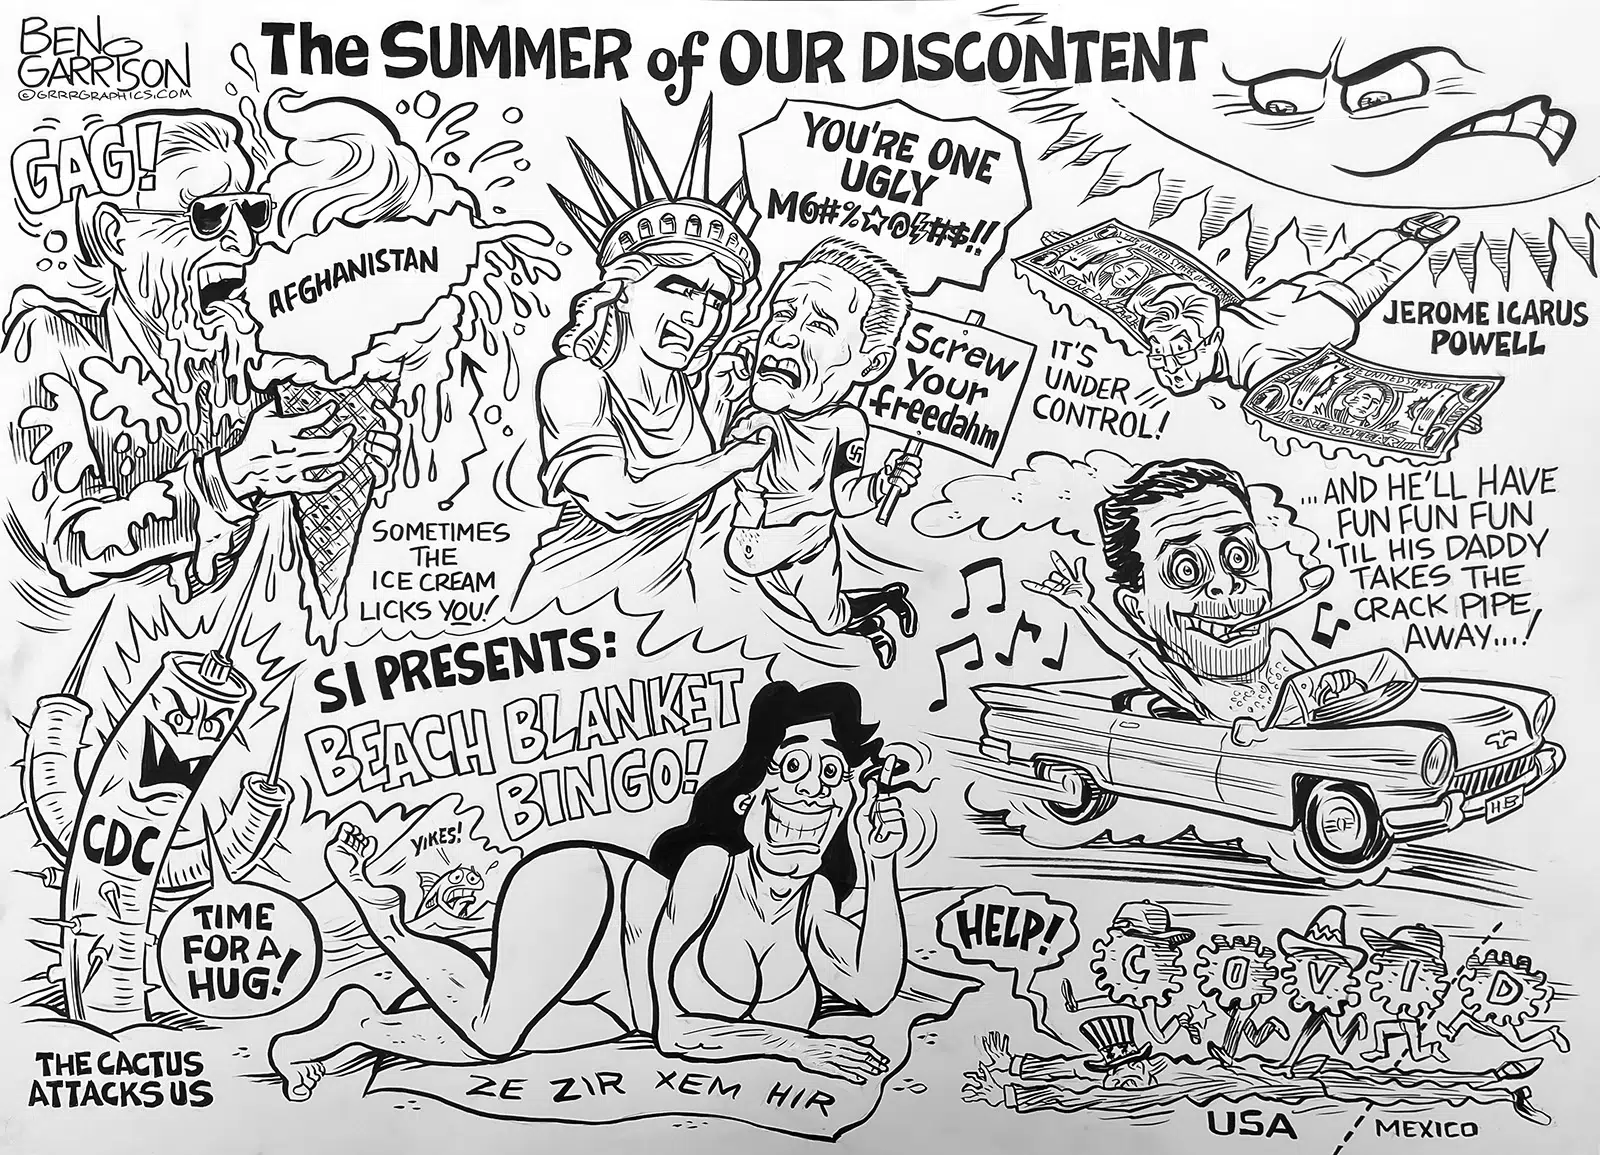 BEN
GARRISON
©GRRRGRAPHICS.COM
The SUMMER of OUR DISCONTENT
GAG!
AFGHANISTAN
SOMETIMES
THE
ICE CREAM
LICKS YOU!
YOU'RE ONE
UGLY
M@#%☆@!##$!!
Screw
Your
freedahm
IT'S
UNDER
CONTROL!
JEROME ICARUS
POWELL
...AND HE'LL HAVE
FUN FUN FUN
'TIL HIS DADDY
TAKES THE
CRACK PIPE
AWAY...!
HB
SI PRESENTS:
BEACH BLANKET
BINGO!
YIKES!
CDC
TIME
FOR A
HUG!
THE CACTUS
ATTACKS US
ZE ZIR XEM HIR
HELP!
C O V I D
USA
MEXICO